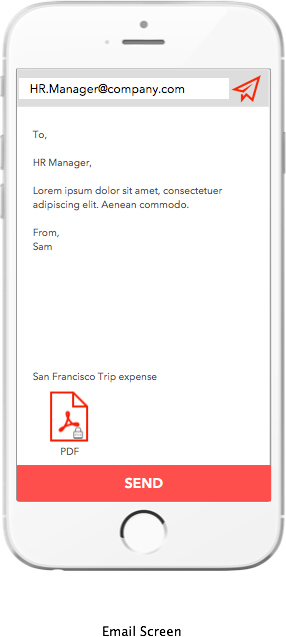 HR.Manager@company.com
To,
HR Manager,
Lorem ipsum dolor sit amet, consectetuer
adipiscing elit. Aenean commodo.
From,
Sam
San Francisco Trip expense
PDF
SEND
Email Screen